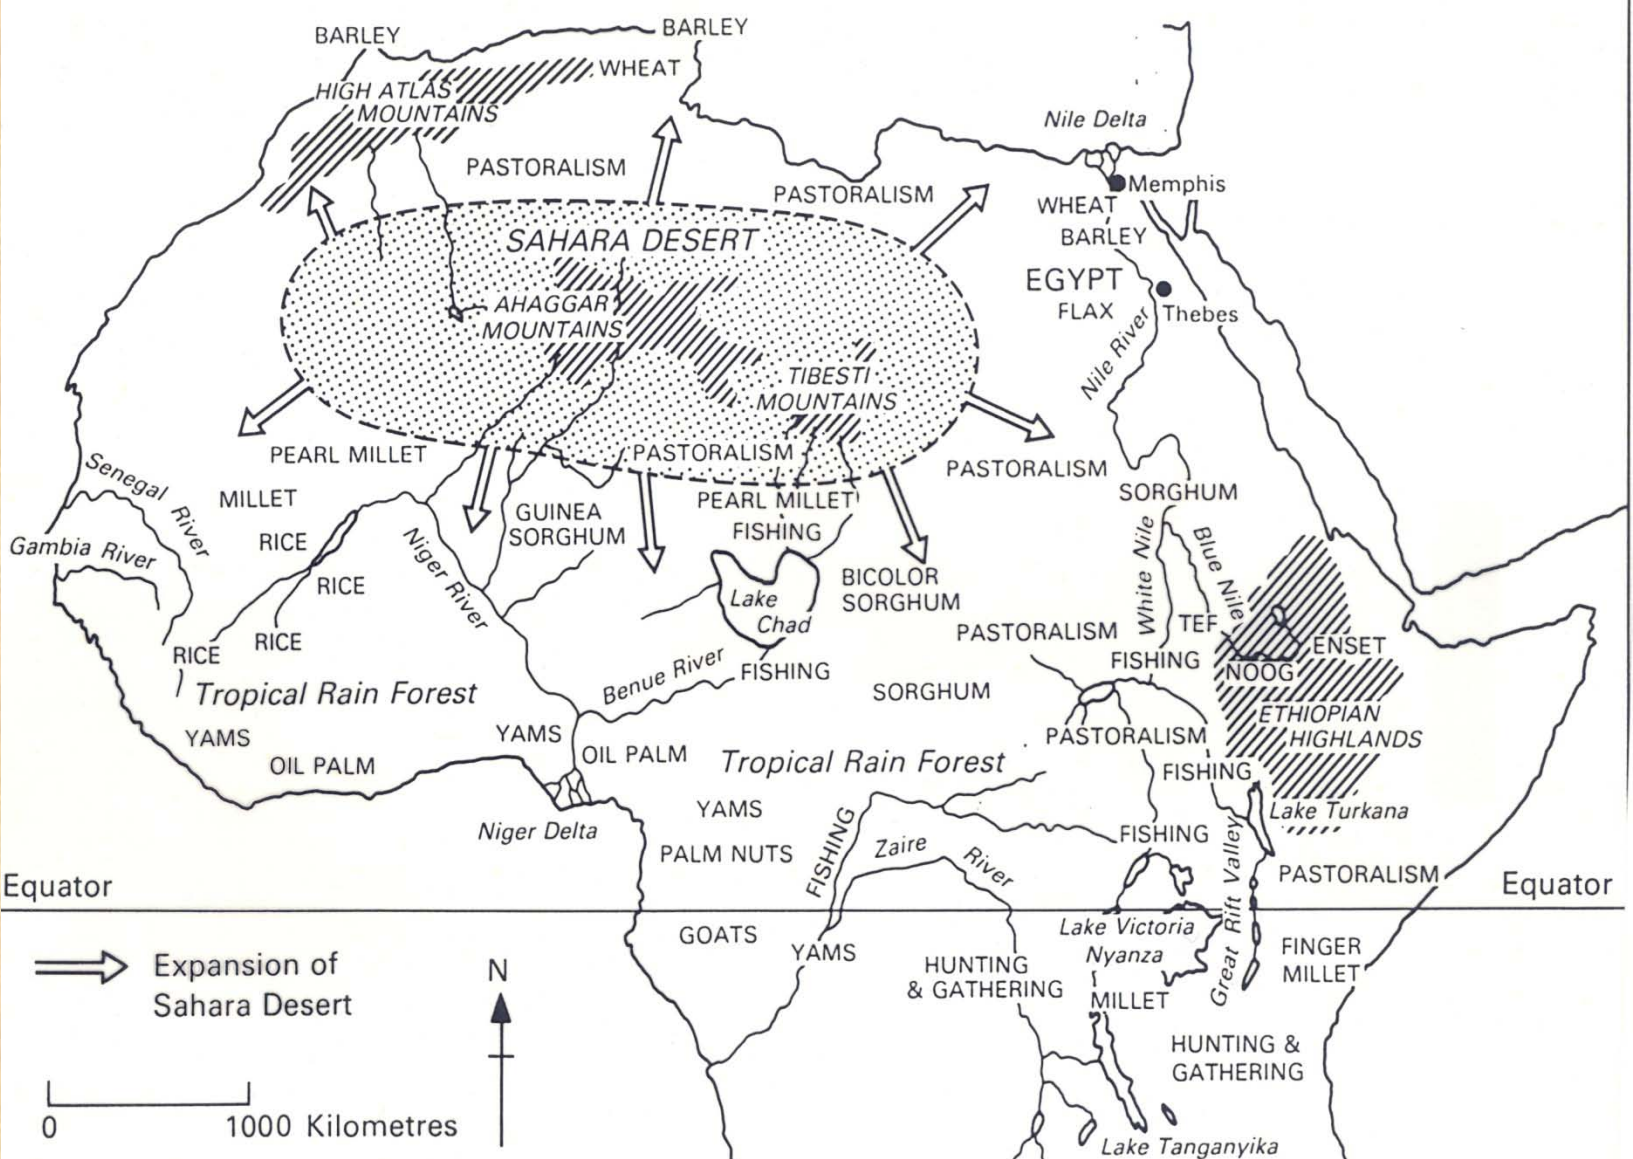 BARLEY
BARLEY
WHEAT
HIGH ATLAS
MOUNTAINS
Nile Delta
PASTORALISM
PASTORALISM
Memphis
WHEAT
BARLEY
SAHARA DESERT
EGYPT
FLAX
Thebes
AHAGGAR
MOUNTAINS
Nile River
TIBESTI
MOUNTAINS
PEARL MILLET
PASTORALISM
PASTORALISM
Senegal River
MILLET
PEARL MILLET
SORGHUM
GUINEA
SORGHUM
FISHING
RICE
Gambia River
Niger River
White Nile
Blue Nile
RICE
BICOLOR
SORGHUM
Lake
Chad
TEF
PASTORALISM
RICE
RICE
ENSET
FISHING
NOOG
Benue River
FISHING
Tropical Rain Forest
SORGHUM
ETHIOPIAN
HIGHLANDS
YAMS
YAMS
PASTORALISM
OIL PALM
OIL PALM
Tropical Rain Forest
FISHING
YAMS
Lake Turkana
Niger Delta
FISHING
FISHING
Zaire River
PALM NUTS
Great Rift Valley
PASTORALISM
Equator
Equator
GOATS
Lake Victoria
Nyanza
YAMS
FINGER
MILLET
HUNTING
& GATHERING
MILLET
Expansion of
Sahara Desert
N
HUNTING &
GATHERING
0 1000 Kilometres
Lake Tanganyika